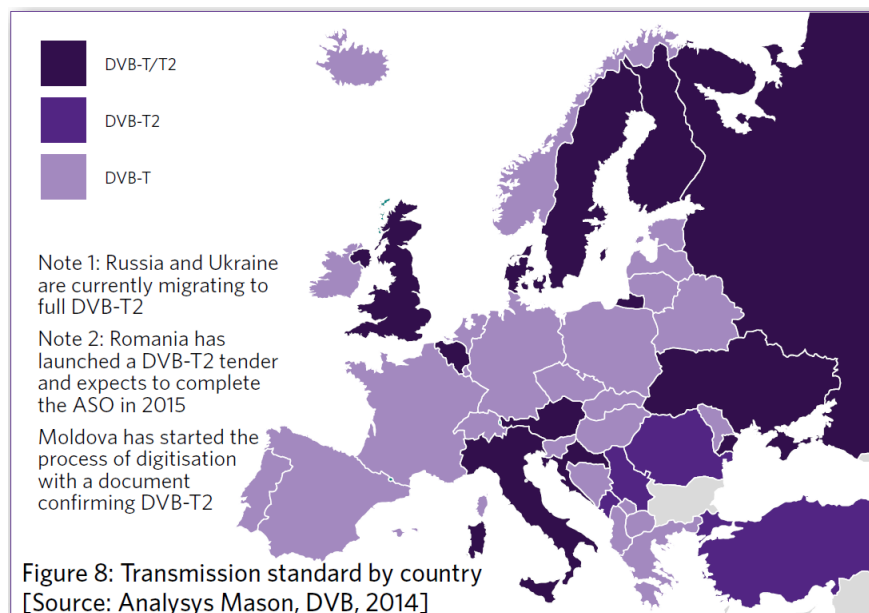 DVB-T/T2
DVB-T2
DVB-T
Note 1: Russia and Ukraine
are currently migrating to
full DVB-T2
Note 2: Romania has
launched a DVB-T2 tender
and expects to complete
the ASO in 2015
Moldova has started the
process of digitisation
with a document
confirming DVB-T2
Figure 8: Transmission standard by country
[Source: Analysys Mason, DVB, 2014]